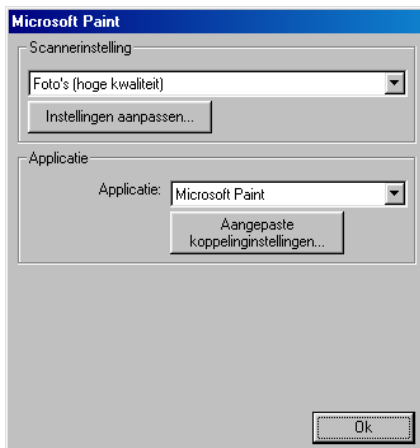 Microsoft Paint
Scannerinstelling
Foto's (hoge kwaliteit)
Instellingen aanpassen...
Applicatie
Applicatie: Microsoft Paint
Aangepaste
koppelinginstellingen...
Ok